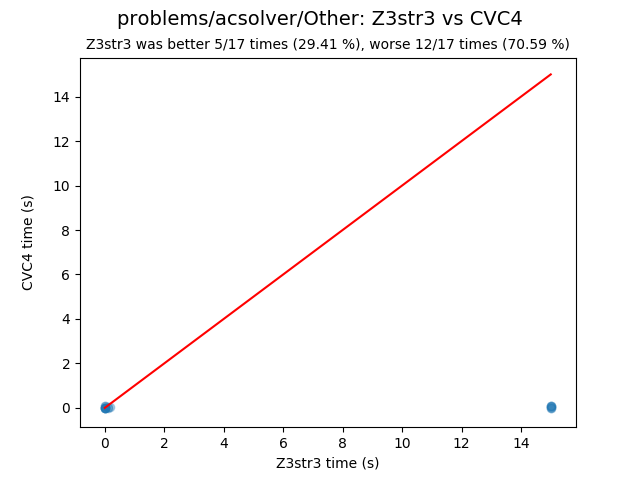 problems/acsolver/Other: Z3str3 vs CVC4
Z3str3 was better 5/17 times (29.41 %), worse 12/17 times (70.59 %)
14
12
10
8
6
4
2
0
CVC4 time (s)
0 2 4 6 8 10 12 14
Z3str3 time (s)